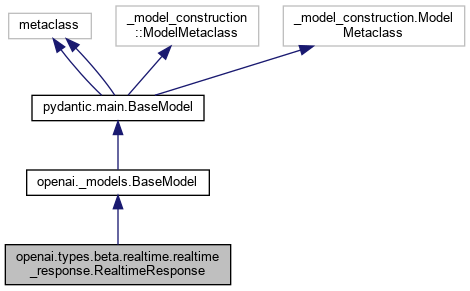 metaclass
_model_construction
::ModelMetaclass
_model_construction.Model
Metaclass
pydantic.main.BaseModel
openai._models.BaseModel
openai.types.beta.realtime.realtime
_response.RealtimeResponse